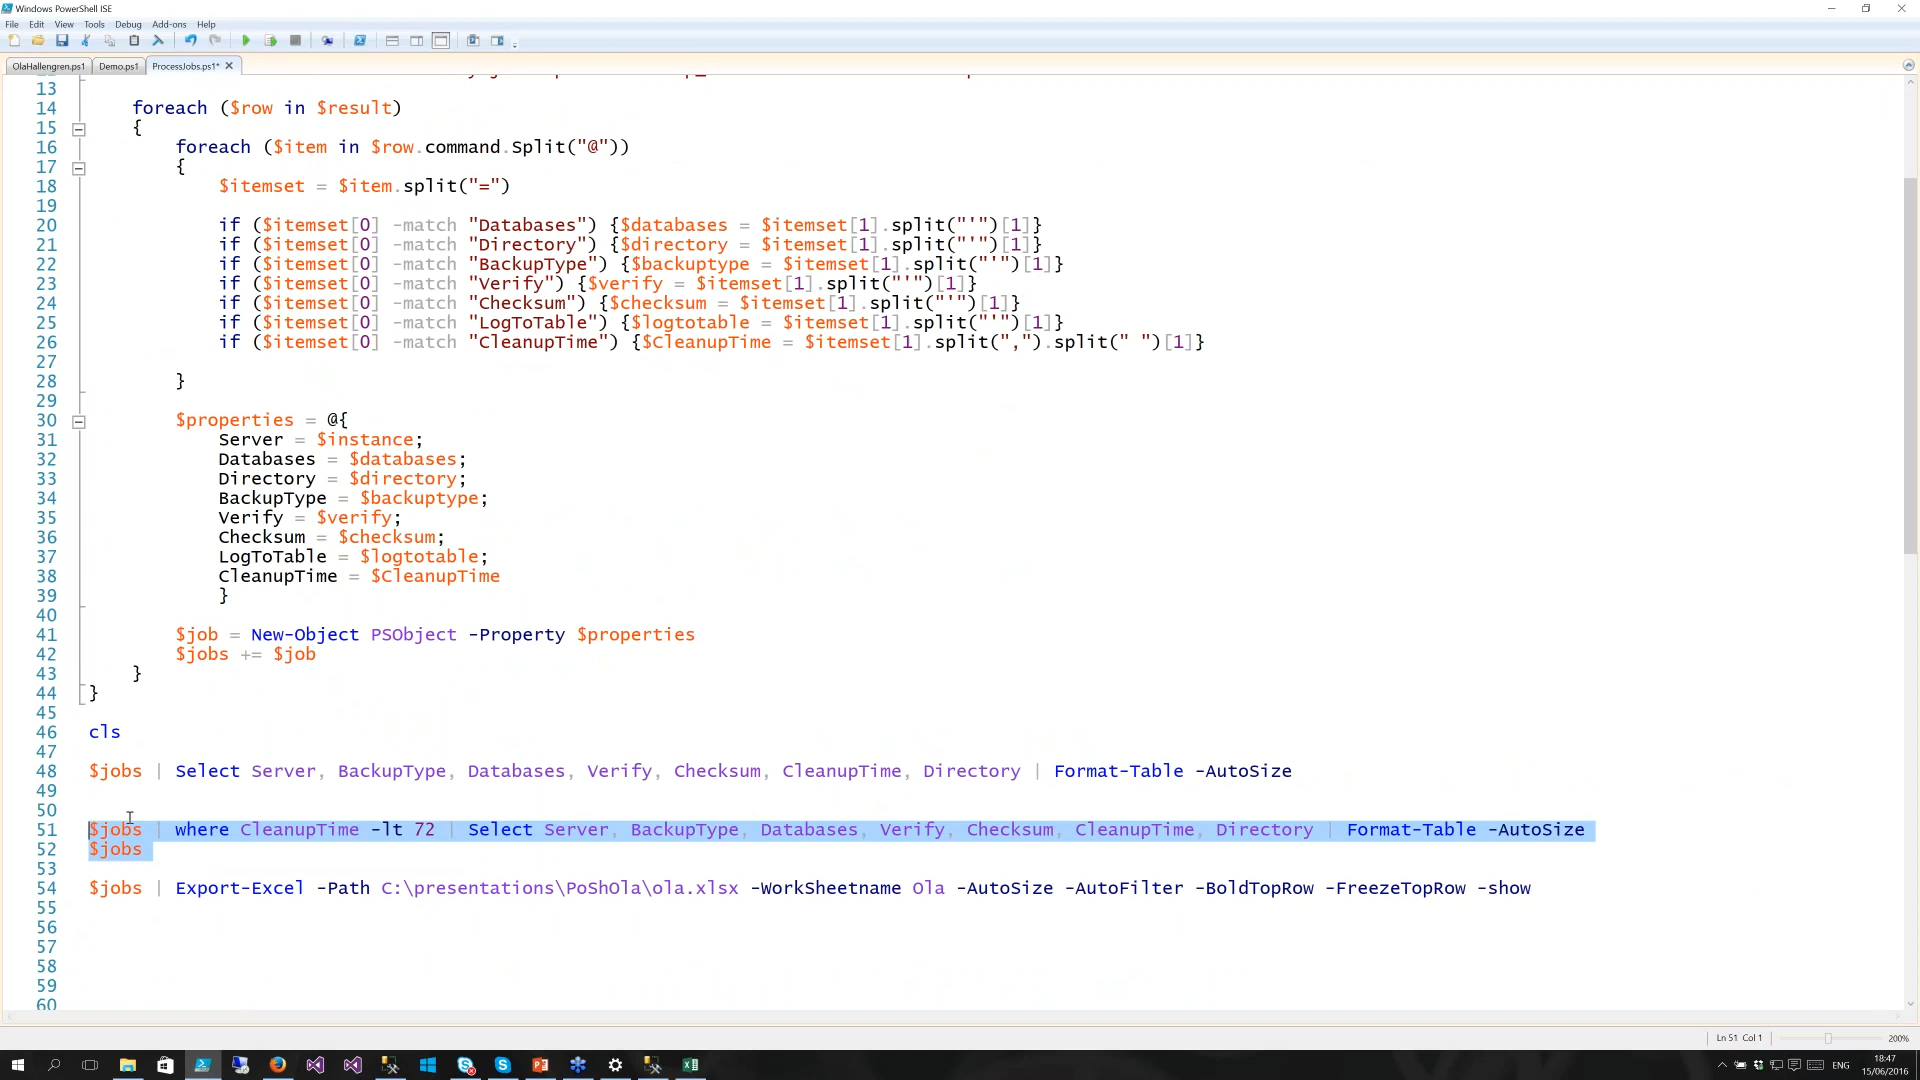 Windows PowerShell ISE
File Edit View Tools Debug Add-ons Help
OlaHallengren.ps1 Demo.ps1 ProcessJobs.ps1*
13
14 foreach ($row in $result)
15 {
16 foreach ($item in $row.command.Split("@"))
17 {
18 $itemset = $item.split("=")
19
20 if ($itemset[0] -match "Databases") {$databases = $itemset[1].split("'")[1]}
21 if ($itemset[0] -match "Directory") {$directory = $itemset[1].split("'")[1]}
22 if ($itemset[0] -match "BackupType") {$backuptype = $itemset[1].split("'")[1]}
23 if ($itemset[0] -match "Verify") {$verify = $itemset[1].split("'")[1]}
24 if ($itemset[0] -match "Checksum") {$checksum = $itemset[1].split("'")[1]}
25 if ($itemset[0] -match "LogToTable") {$logtotable = $itemset[1].split("'")[1]}
26 if ($itemset[0] -match "CleanupTime") {$CleanupTime = $itemset[1].split(",").split(" ")[1]}
27
28 }
29
30 $properties = @{
31 Server = $instance;
32 Databases = $databases;
33 Directory = $directory;
34 BackupType = $backuptype;
35 Verify = $verify;
36 Checksum = $checksum;
37 LogToTable = $logtotable;
38 CleanupTime = $CleanupTime
39 }
40
41 $job = New-Object PSObject -Property $properties
42 $jobs += $job
43 }
44 }
45
46 cls
47
48 $jobs | Select Server, BackupType, Databases, Verify, Checksum, CleanupTime, Directory | Format-Table -AutoSize
49
50
51 $jobs | where CleanupTime -lt 72 | Select Server, BackupType, Databases, Verify, Checksum, CleanupTime, Directory | Format-Table -AutoSize
52 $jobs
53
54 $jobs | Export-Excel -Path C:\presentations\PoShOla\ola.xlsx -WorkSheetname Ola -AutoSize -AutoFilter -BoldTopRow -FreezeTopRow -show
55
56
57
58
59
60
Ln 51 Col 1 200%
ENG 18:47
15/06/2016